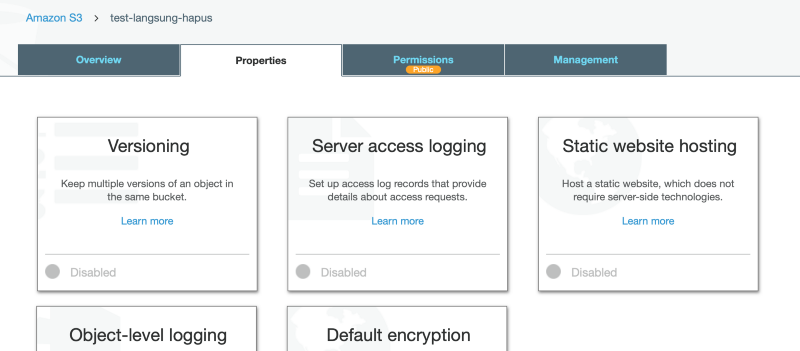 Amazon S3 > test-langsung-hapus
Overview
Properties
Permissions
Public
Management
Versioning
Keep multiple versions of an object in
the same bucket.
Learn more
Disabled
Server access logging
Set up access log records that provide
details about access requests.
Learn more
Disabled
Static website hosting
Host a static website, which does not
require server-side technologies.
Learn more
Disabled
Object-level logging
Default encryption